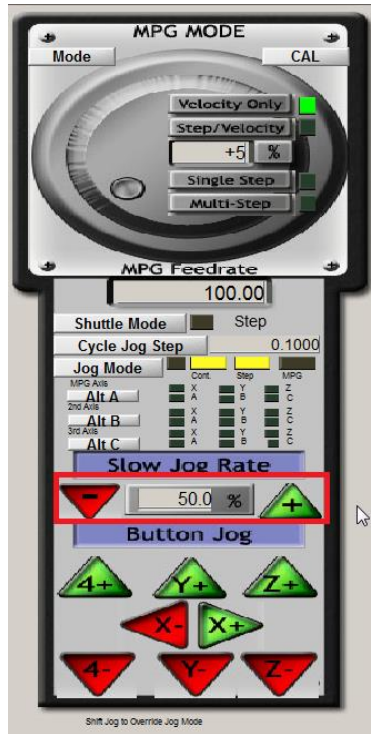 MPG MODE
Mode CAL
Velocity Only
Step/Velocity
+5 %
Single Step
Multi-Step
MPG Feedrate
100.00
Shuttle Mode Step
Cycle Jog Step 0.1000
Jog Mode Cont. Step MPG
MPG Axis X Y Z
Alt A A B C
2nd Axis X Y Z
Alt B A B C
3rd Axis X Y Z
Alt C A B C
Slow Jog Rate
- 50.0 % +
Button Jog
4+ Y+ Z+
X- X+
4- Y- Z-
Shift Jog to Override Jog Mode